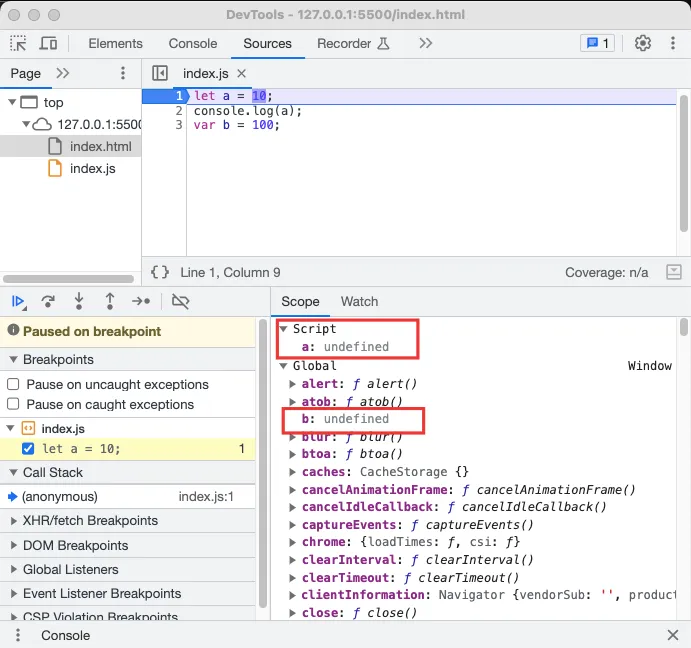 DevTools - 127.0.0.1:5500/index.html
Elements Console Sources Recorder 1
Page index.js
top
127.0.0.1:5500
index.html
index.js
1 let a = 10;
2 console.log(a);
3 var b = 100;
{} Line 1, Column 9 Coverage: n/a
Paused on breakpoint
Breakpoints
Pause on uncaught exceptions
Pause on caught exceptions
index.js
let a = 10; 1
Call Stack
(anonymous) index.js:1
XHR/fetch Breakpoints
DOM Breakpoints
Global Listeners
Event Listener Breakpoints
CSP Violation Breakpoints
Scope Watch
Script
a: undefined
Global Window
alert: ƒ alert()
atob: ƒ atob()
b: undefined
blur: ƒ blur()
btoa: ƒ btoa()
caches: CacheStorage {}
cancelAnimationFrame: ƒ cancelAnimationFrame()
cancelIdleCallback: ƒ cancelIdleCallback()
captureEvents: ƒ captureEvents()
chrome: {loadTimes: ƒ, csi: ƒ}
clearInterval: ƒ clearInterval()
clearTimeout: ƒ clearTimeout()
clientInformation: Navigator {vendorSub: '', product
close: ƒ close()
Console